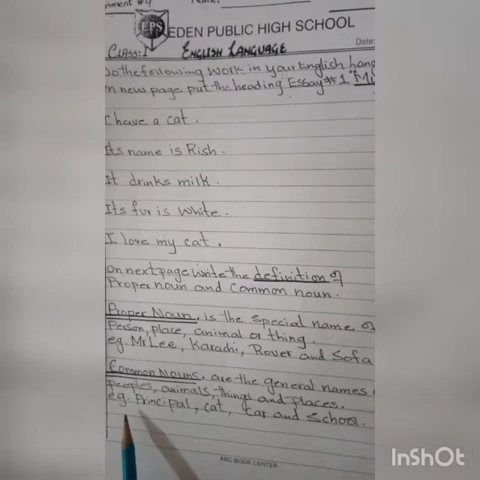 nment #4 Name:
EPS EDEN PUBLIC HIGH SCHOOL
CLASS:I ENGLISH LANGUAGE Date:
Do the following work in your English Lang
on new page put the heading Essay #1
I have a cat.
Its name is Rish.
It drinks milk.
Its fur is white.
I love my cat.
On next page write the definition of
Proper noun and Common noun.
Proper Noun, is the special name of
Person, place, animal or thing.
eg. Mr Lee, Karachi, Rover and Sofa
Common Nouns. are the general names
peoples, animals, things and places.
eg. Principal, cat, Car and School.
ABC BOOK CENTER
InShOt